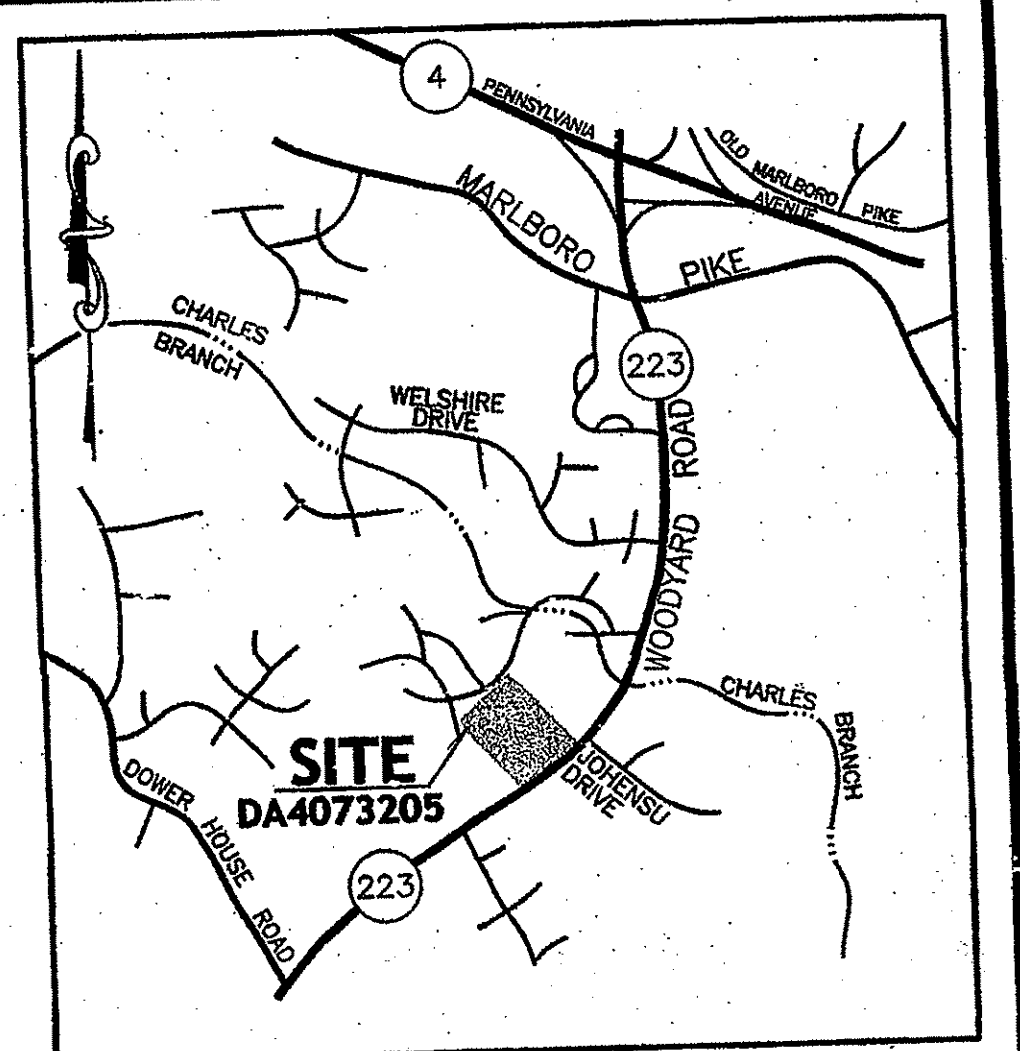 4
PENNSYLVANIA
AVENUE
OLD MARLBORO PIKE
MARLBORO
PIKE
CHARLES
BRANCH
223
WELSHIRE
DRIVE
WOODYARD ROAD
CHARLES
BRANCH
SITE
DA4073205
JOHENSU
DRIVE
DOWER
HOUSE
ROAD
223